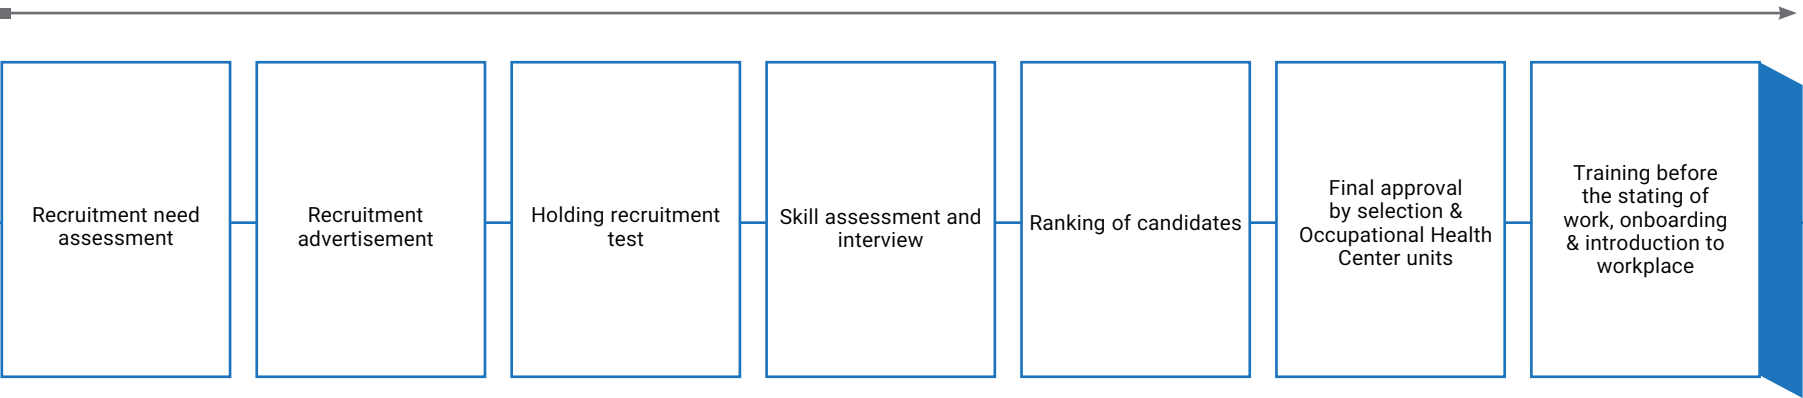 Recruitment need
assessment
Recruitment
advertisement
Holding recruitment
test
Skill assessment and
interview
Ranking of candidates
Final approval
by selection &
Occupational Health
Center units
Training before
the stating of
work, onboarding
& introduction to
workplace